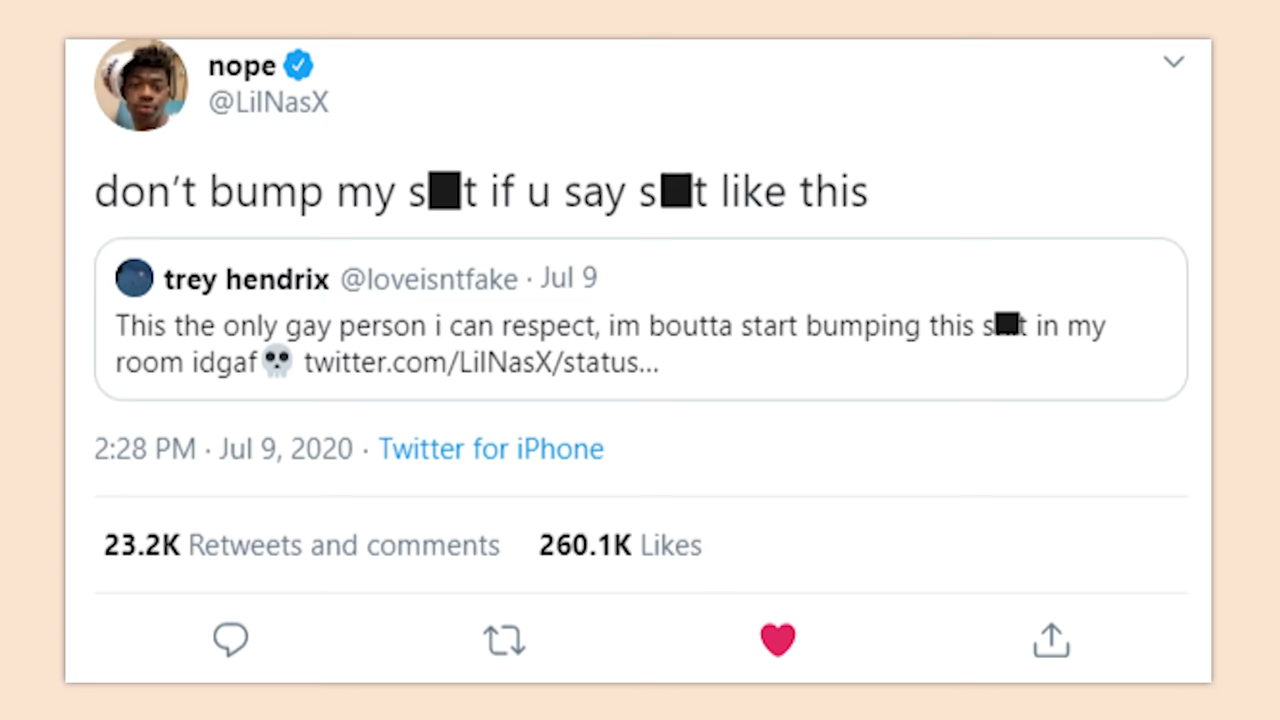 nope
@LilNasX
don't bump my s■t if u say s■t like this
trey hendrix @loveisntfake · Jul 9
This the only gay person i can respect, im boutta start bumping this s■t in my
room idgaf💀 twitter.com/LilNasX/status...
2:28 PM · Jul 9, 2020 · Twitter for iPhone
23.2K Retweets and comments 260.1K Likes